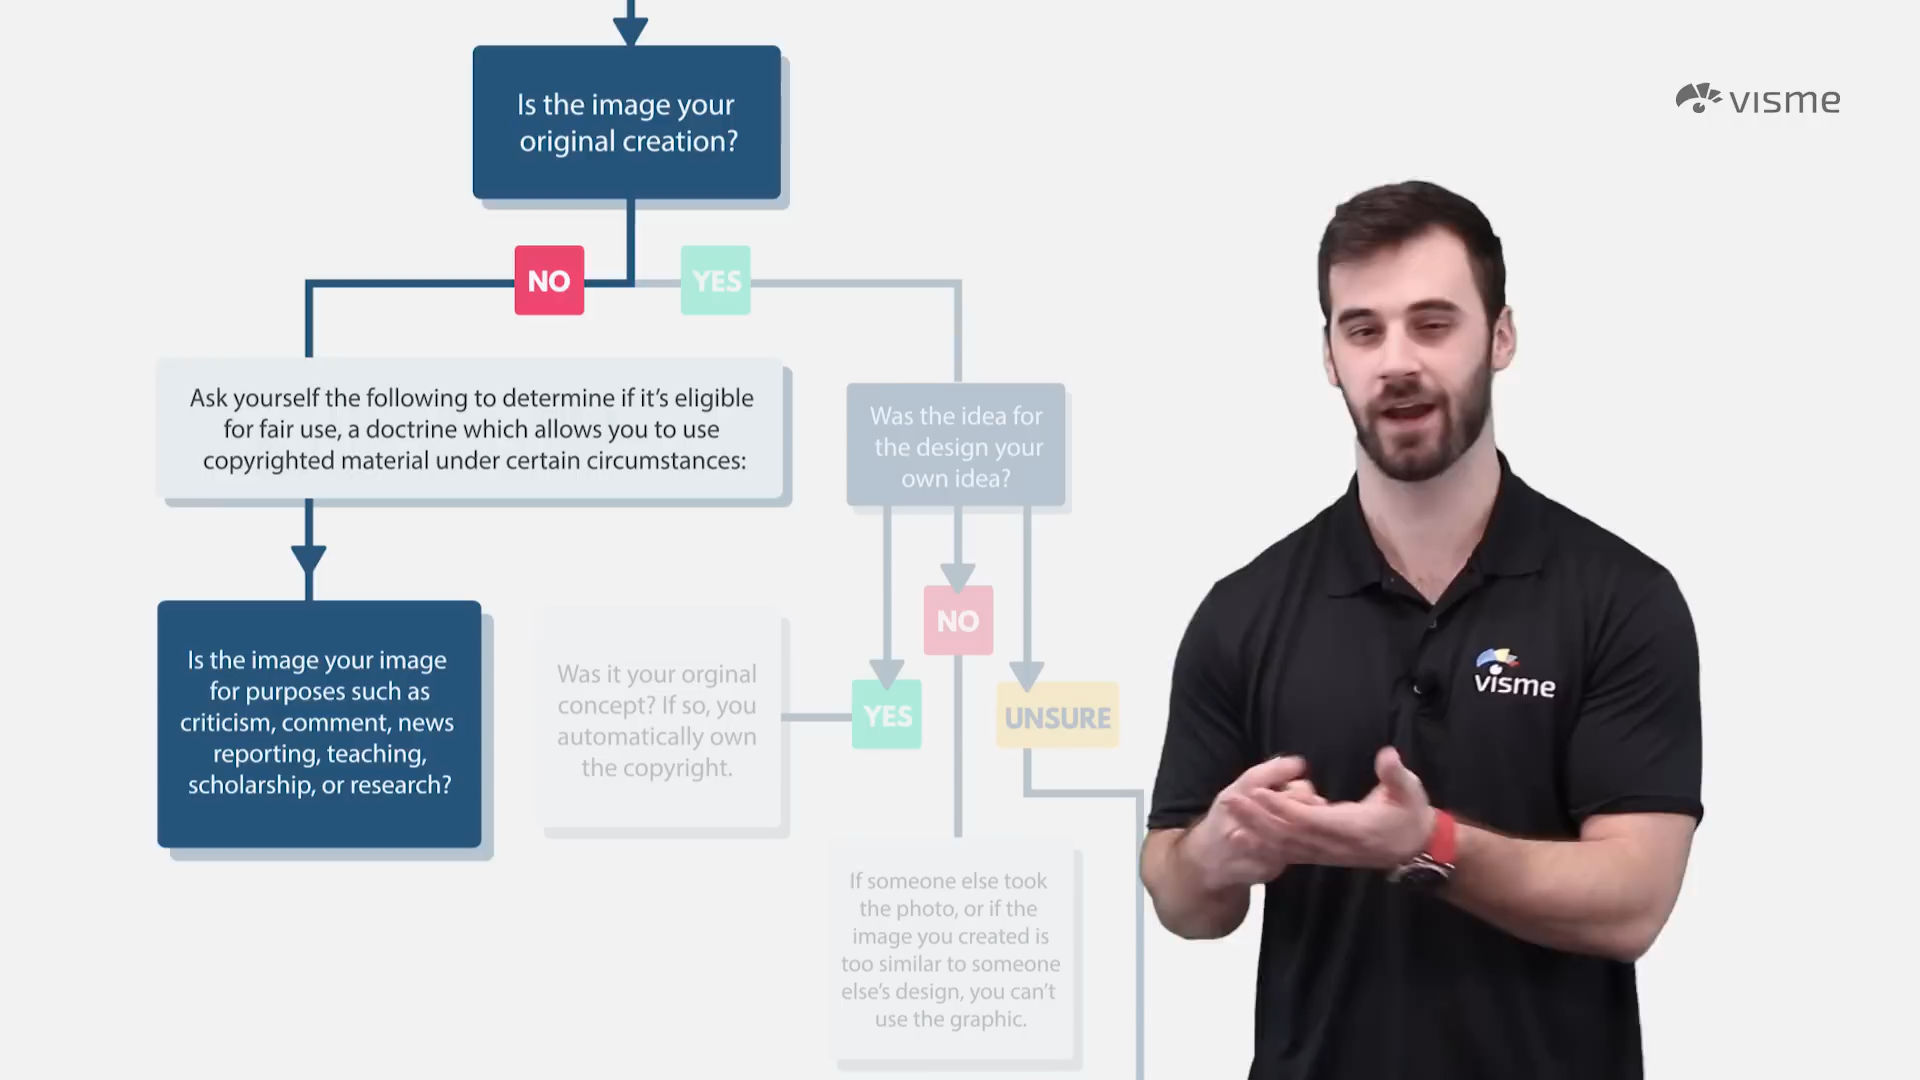 Is the image your
original creation?
visme
NO
YES
Ask yourself the following to determine if it's eligible
for fair use, a doctrine which allows you to use
copyrighted material under certain circumstances:
Was the idea for
the design your
own idea?
Is the image your image
for purposes such as
criticism, comment, news
reporting, teaching,
scholarship, or research?
Was it your orginal
concept? If so, you
automatically own
the copyright.
YES
NO
UNSURE
If someone else took
the photo, or if the
image you created is
too similar to someone
else's design, you can't
use the graphic.
visme